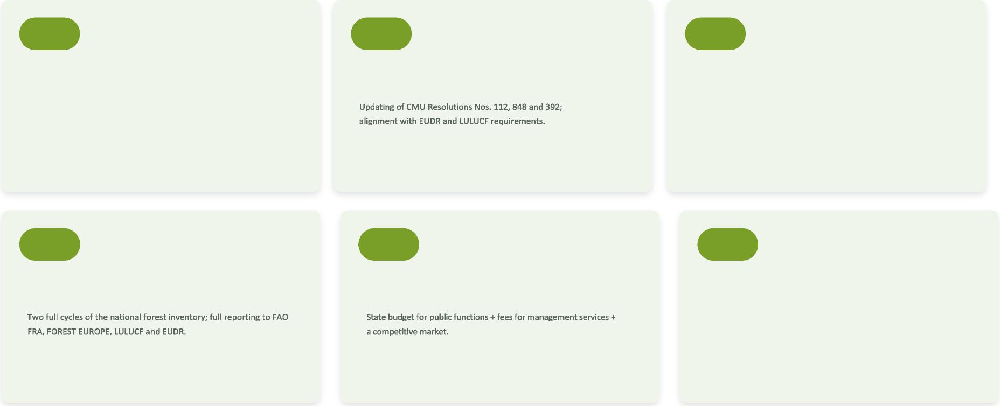 Updating of CMU Resolutions Nos. 112, 848 and 392;
alignment with EUDR and LULUCF requirements.
Two full cycles of the national forest inventory; full reporting to FAO
FRA, FOREST EUROPE, LULUCF and EUDR.
State budget for public functions + fees for management services +
a competitive market.